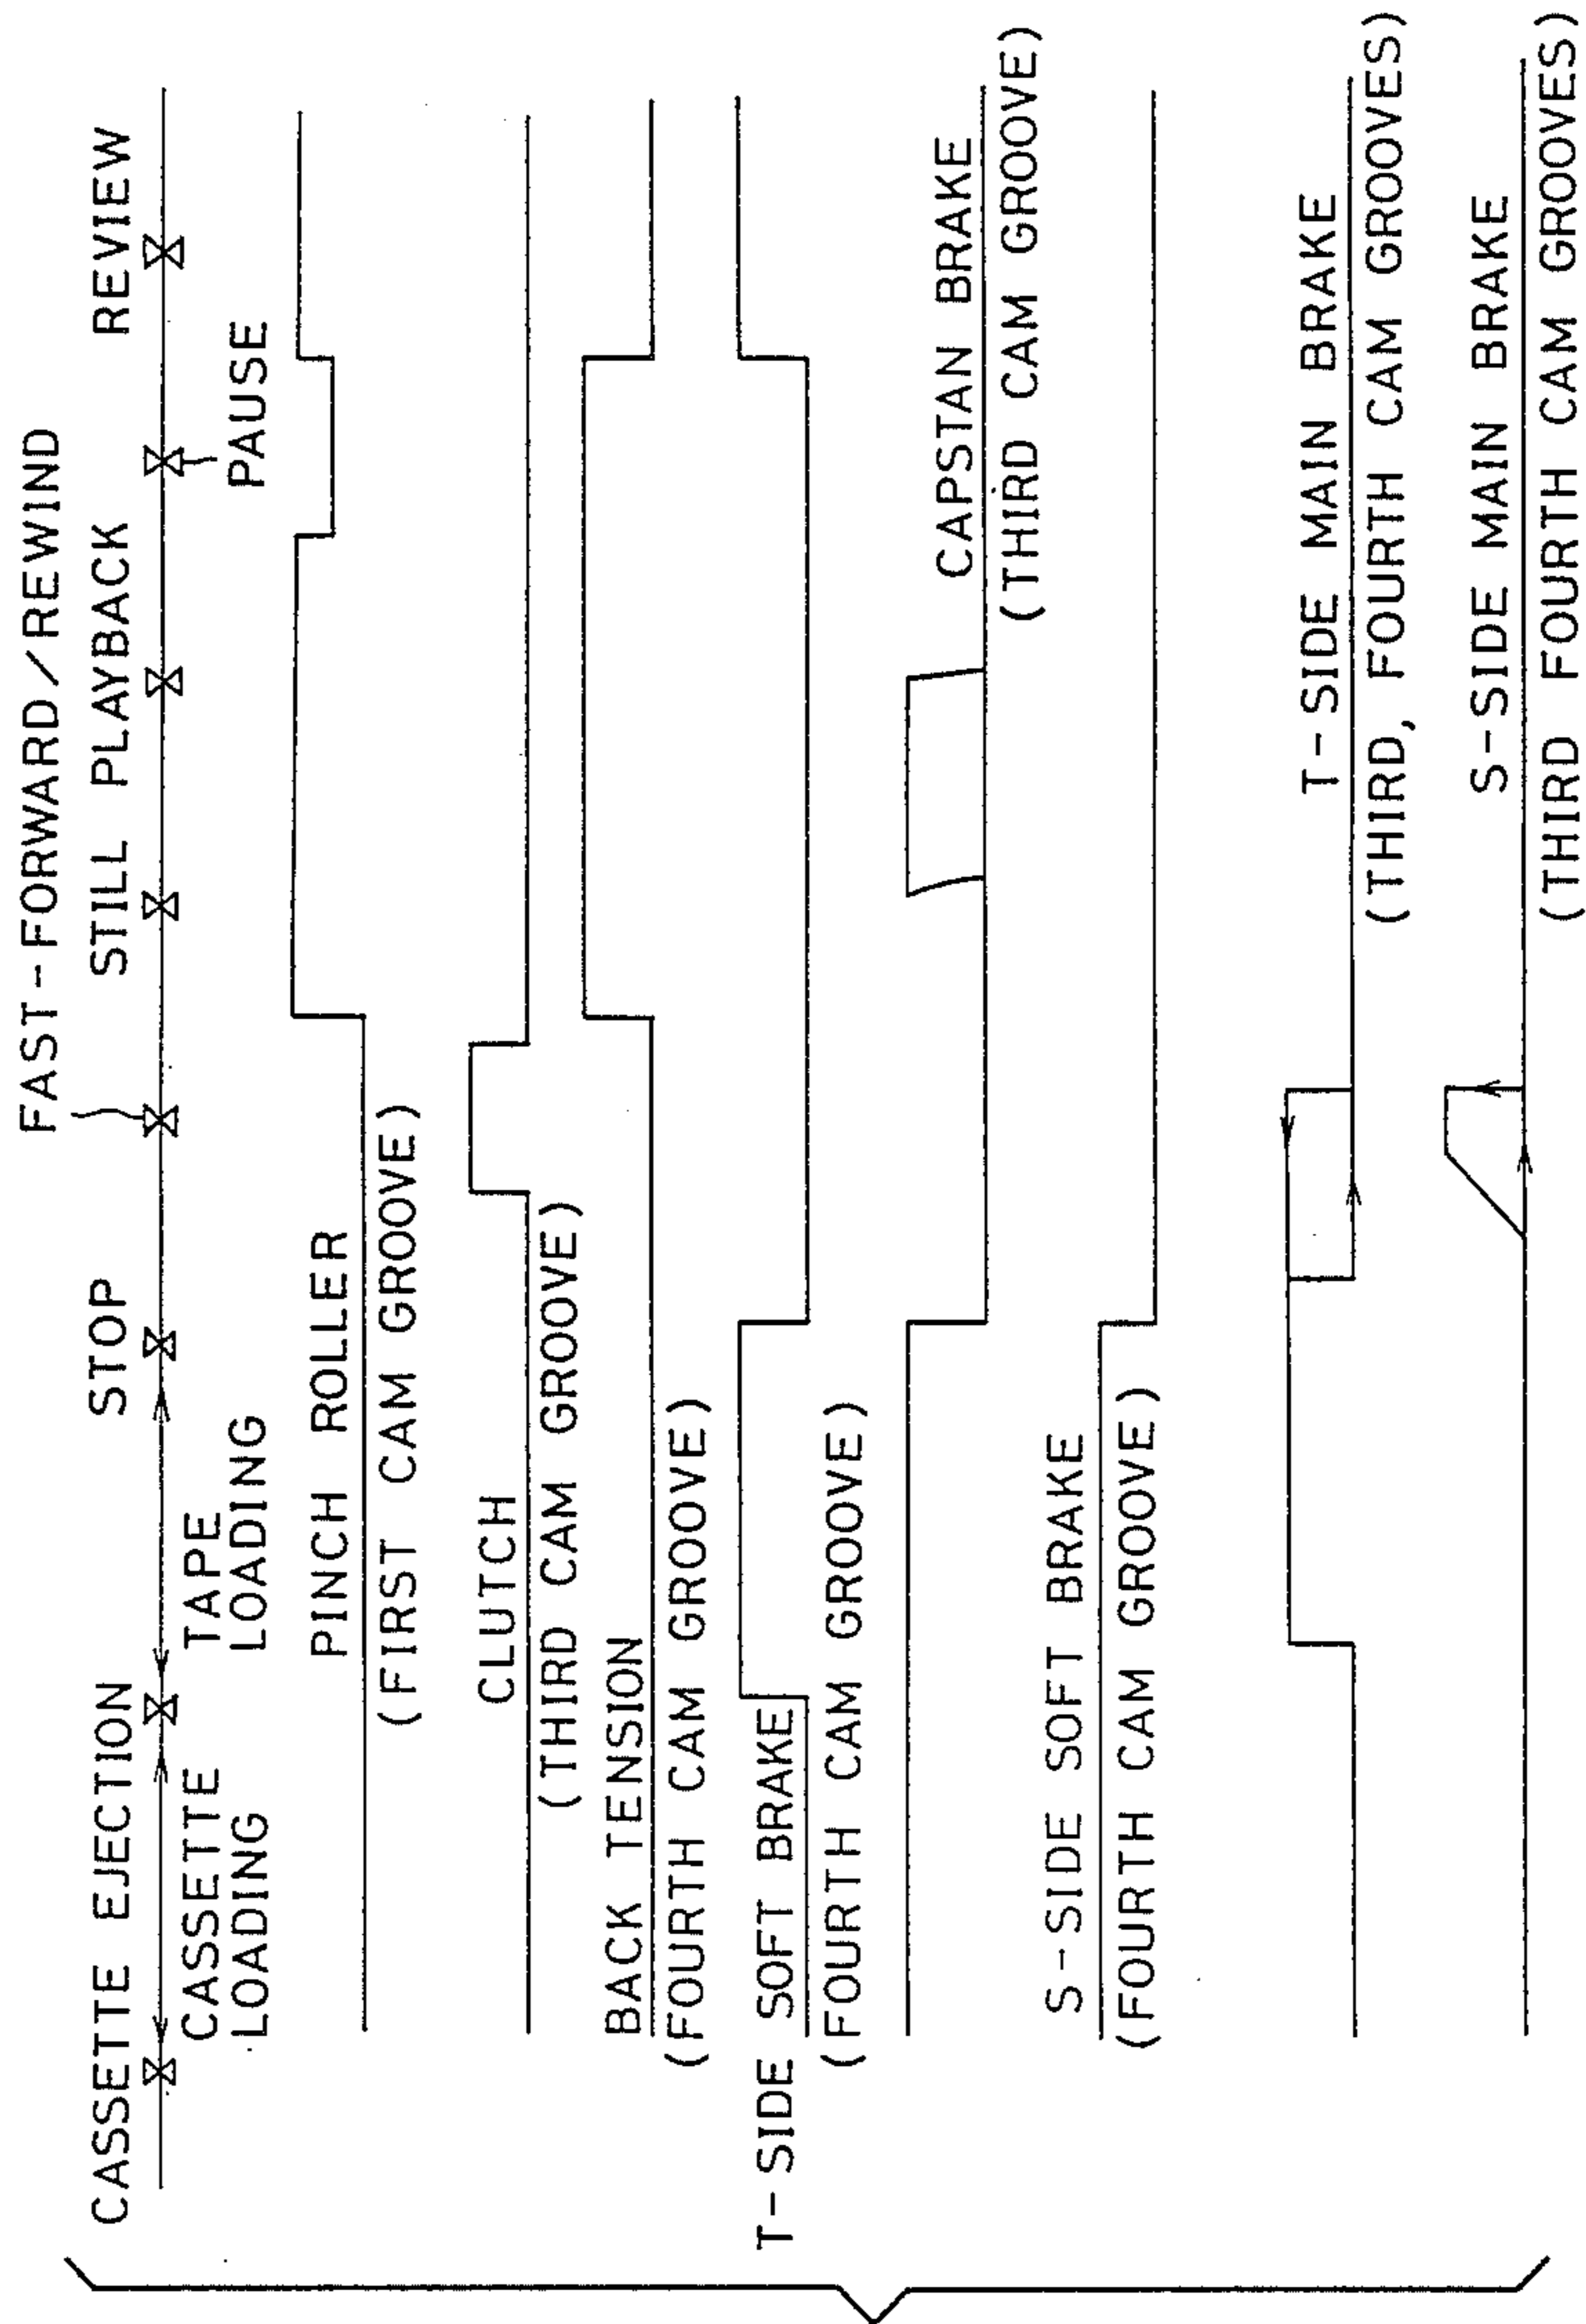 FAST-FORWARD/REWIND
CASSETTE EJECTION
STOP
STILL
PLAYBACK
REVIEW
CASSETTE
LOADING
TAPE
LOADING
PAUSE
PINCH ROLLER
(FIRST CAM GROOVE)
CLUTCH
(THIRD CAM GROOVE)
BACK TENSION
(FOURTH CAM GROOVE)
T-SIDE SOFT BRAKE
(FOURTH CAM GROOVE)
CAPSTAN BRAKE
(THIRD CAM GROOVE)
S-SIDE SOFT BRAKE
(FOURTH CAM GROOVE)
T-SIDE MAIN BRAKE
(THIRD, FOURTH CAM GROOVES)
S-SIDE MAIN BRAKE
(THIRD FOURTH CAM GROOVES)